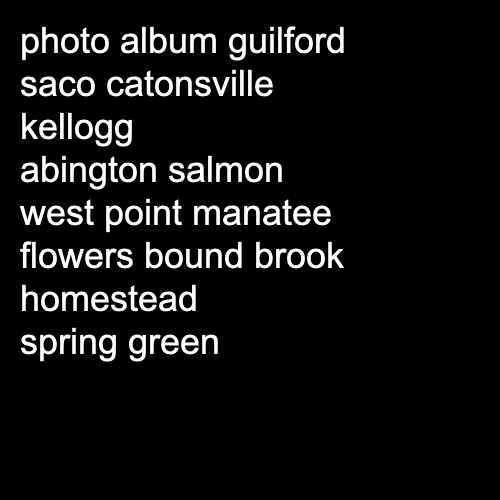 photo album guilford
saco catonsville
kellogg
abington salmon
west point manatee
flowers bound brook
homestead
spring green